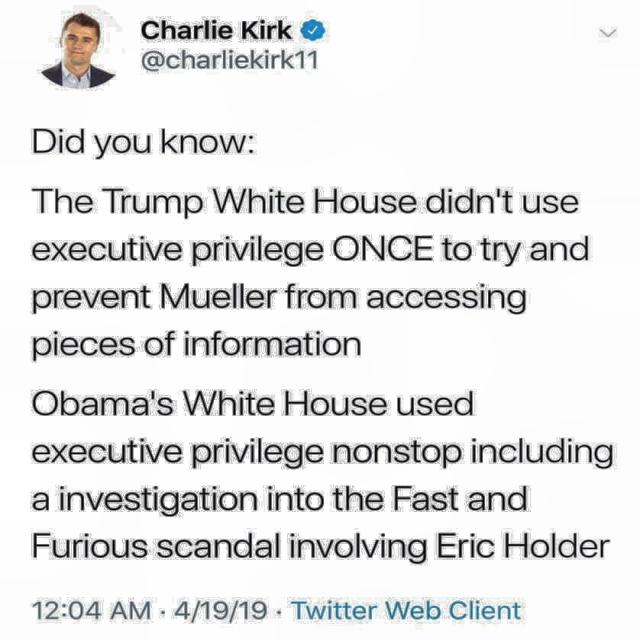 Charlie Kirk
@charliekirk11
Did you know:
The Trump White House didn't use
executive privilege ONCE to try and
prevent Mueller from accessing
pieces of information
Obama's White House used
executive privilege nonstop including
a investigation into the Fast and
Furious scandal involving Eric Holder
12:04 AM · 4/19/19 · Twitter Web Client